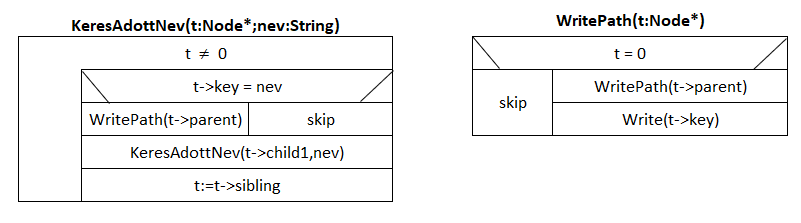 KeresAdottNev(t:Node*;nev:String)
t ≠ 0
t->key = nev
WritePath(t->parent) skip
KeresAdottNev(t->child1,nev)
t:=t->sibling
WritePath(t:Node*)
t = 0
skip
WritePath(t->parent)
Write(t->key)